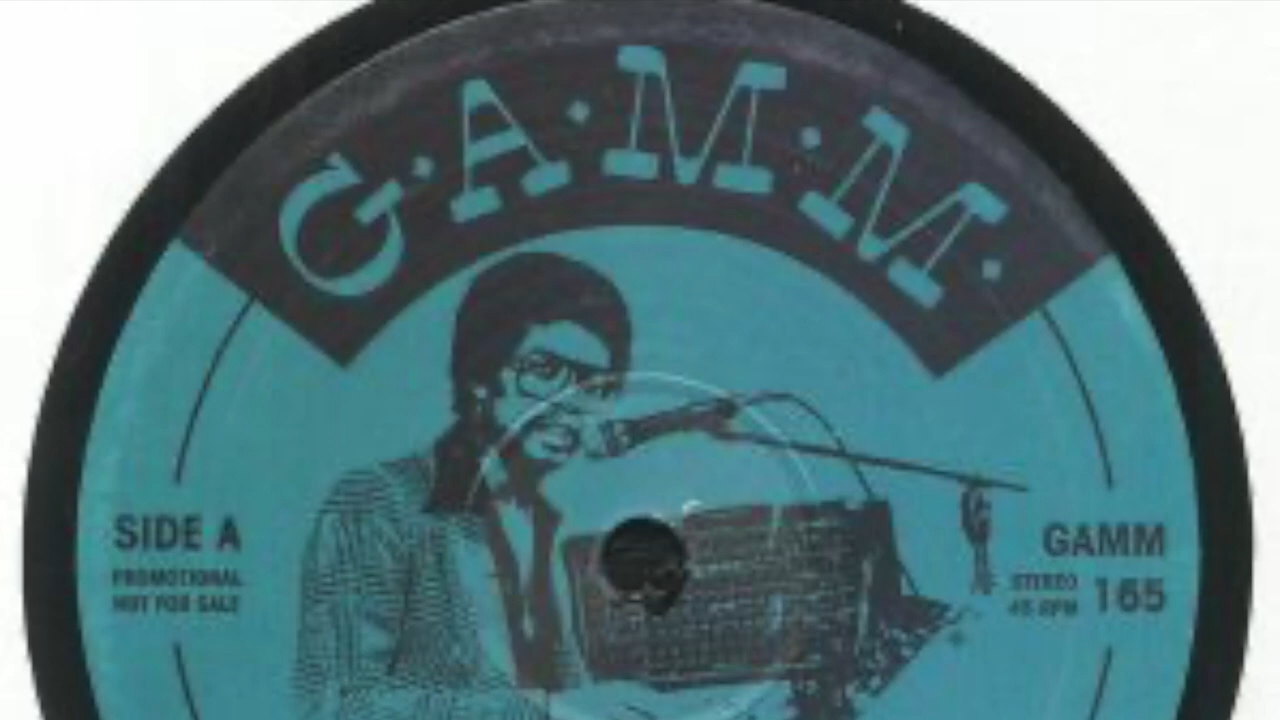 G·A·M·M·
SIDE A
PROMOTIONAL
NOT FOR SALE
GAMM
STEREO
45 RPM 165